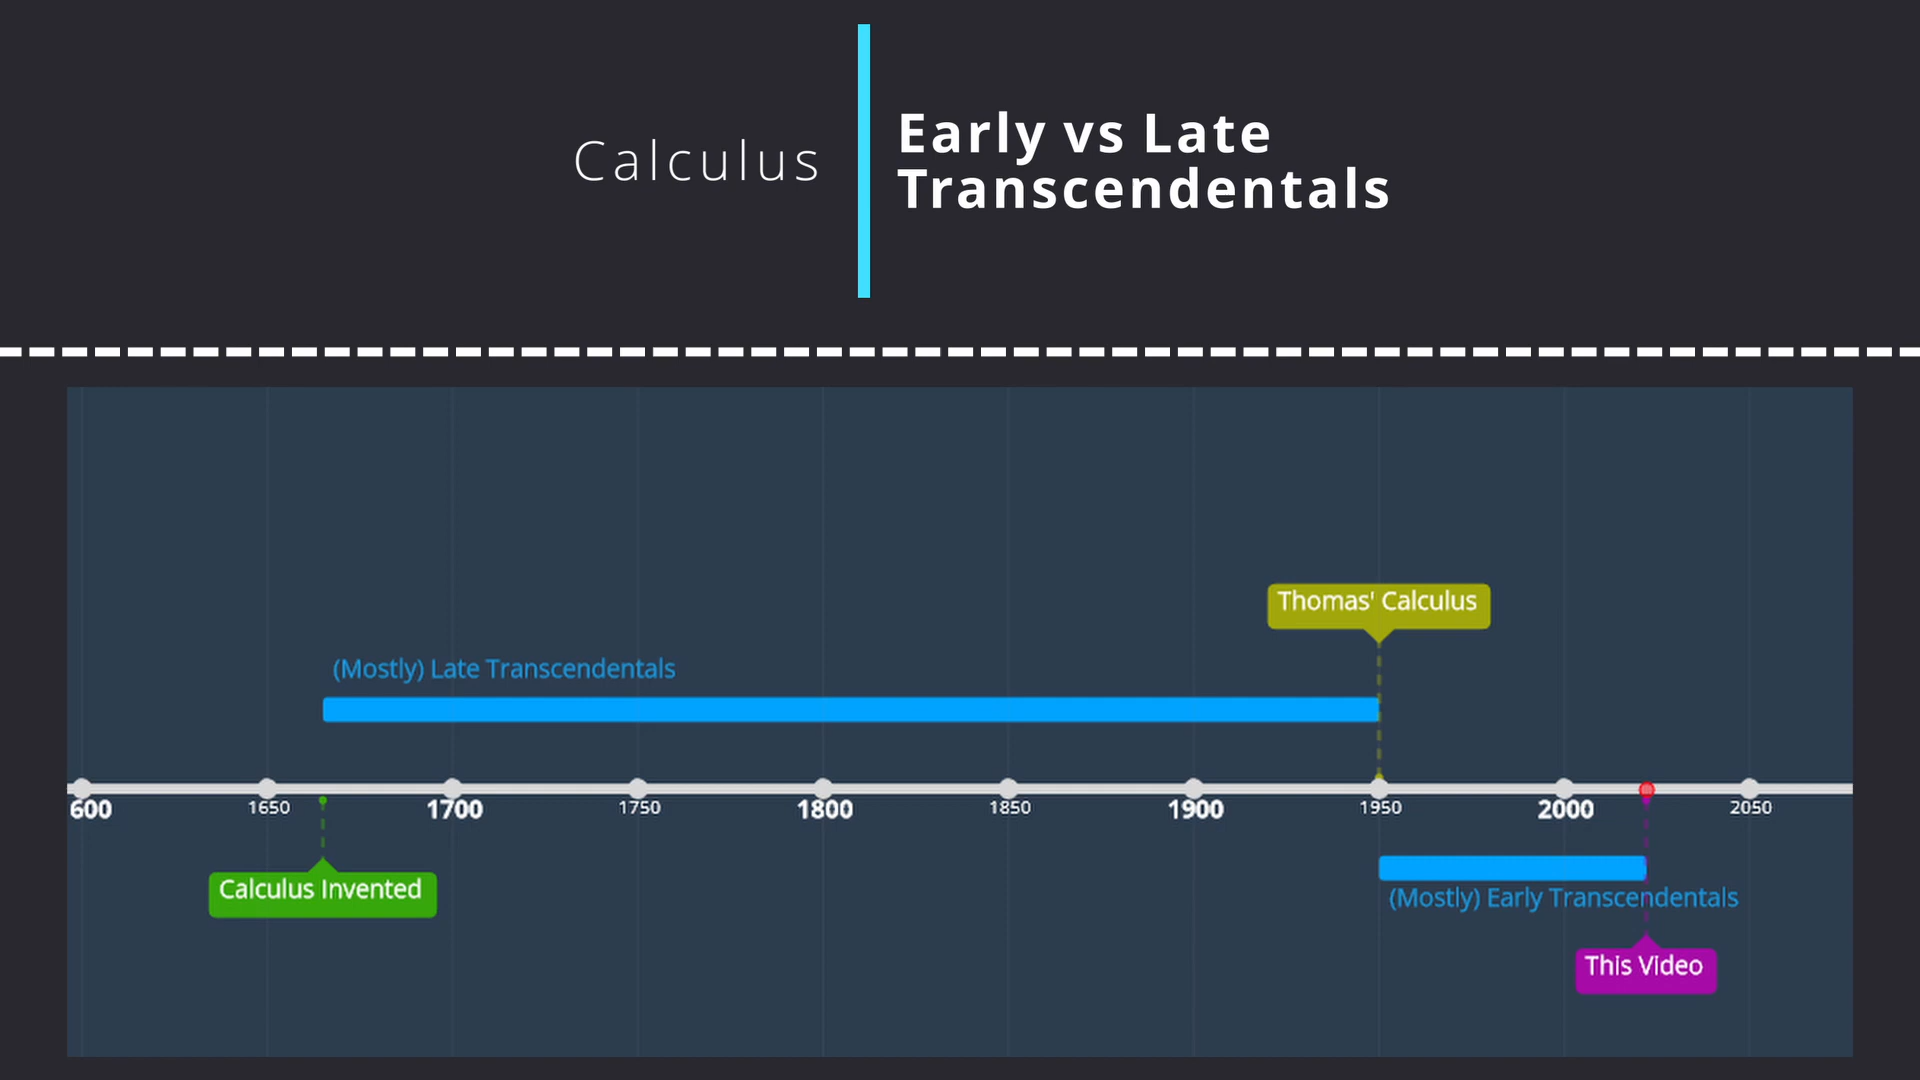 Calculus
Early vs Late
Transcendentals
Thomas' Calculus
(Mostly) Late Transcendentals
600 1650 1700 1750 1800 1850 1900 1950 2000 2050
Calculus Invented
(Mostly) Early Transcendentals
This Video